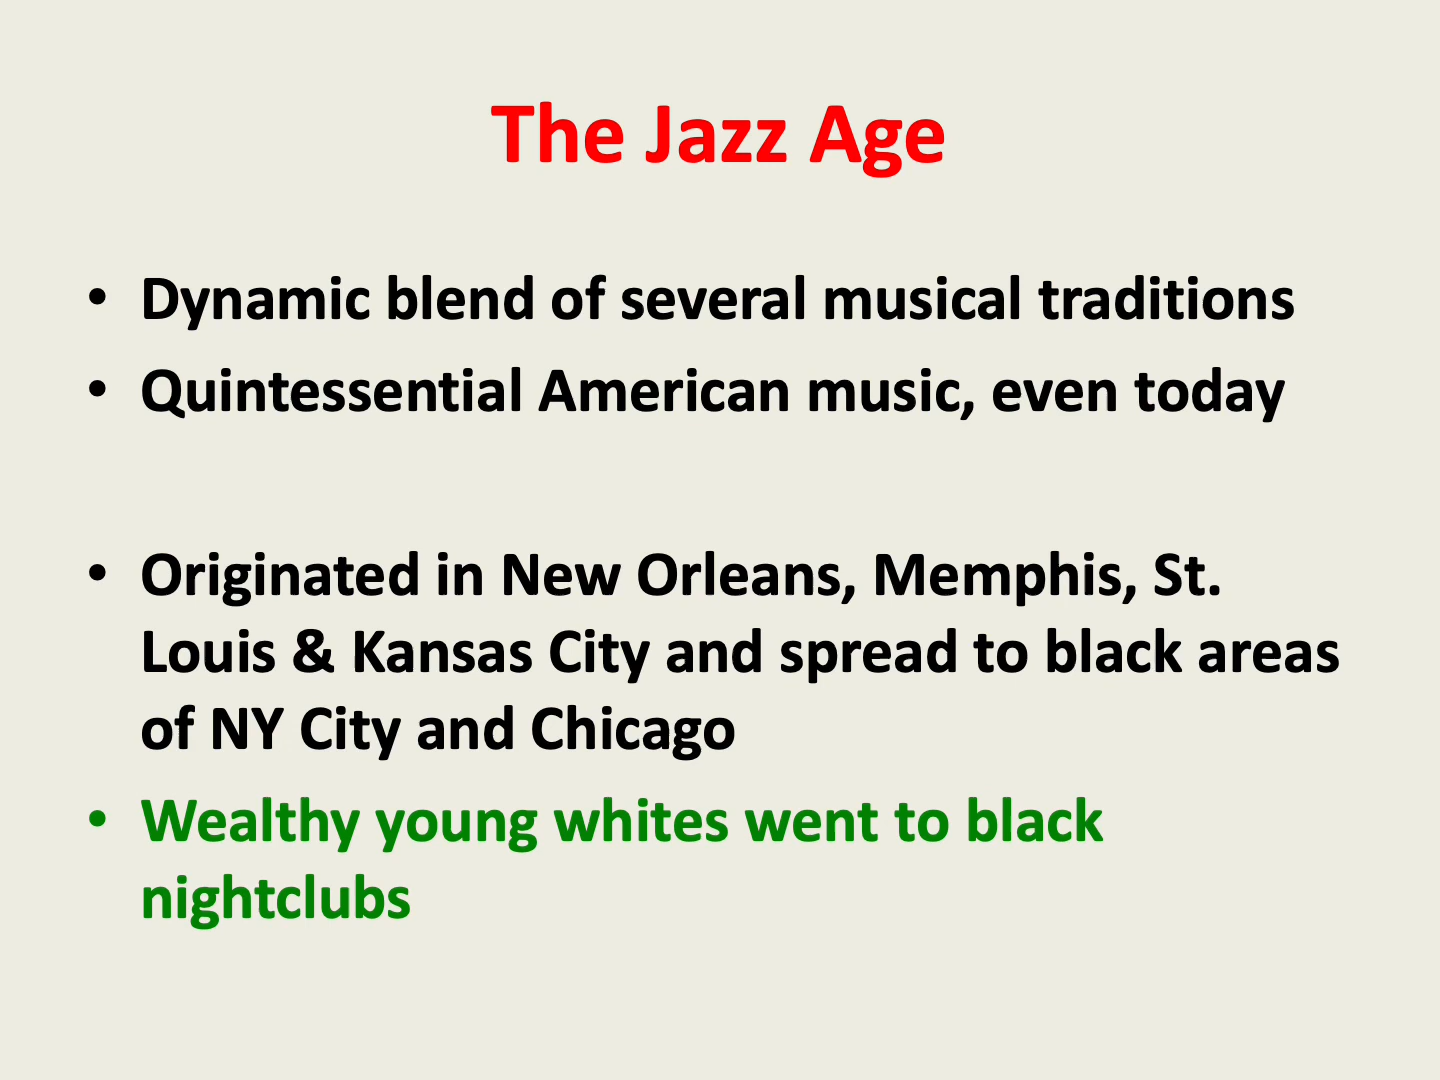 The Jazz Age
• Dynamic blend of several musical traditions
• Quintessential American music, even today
• Originated in New Orleans, Memphis, St.
Louis & Kansas City and spread to black areas
of NY City and Chicago
• Wealthy young whites went to black
nightclubs